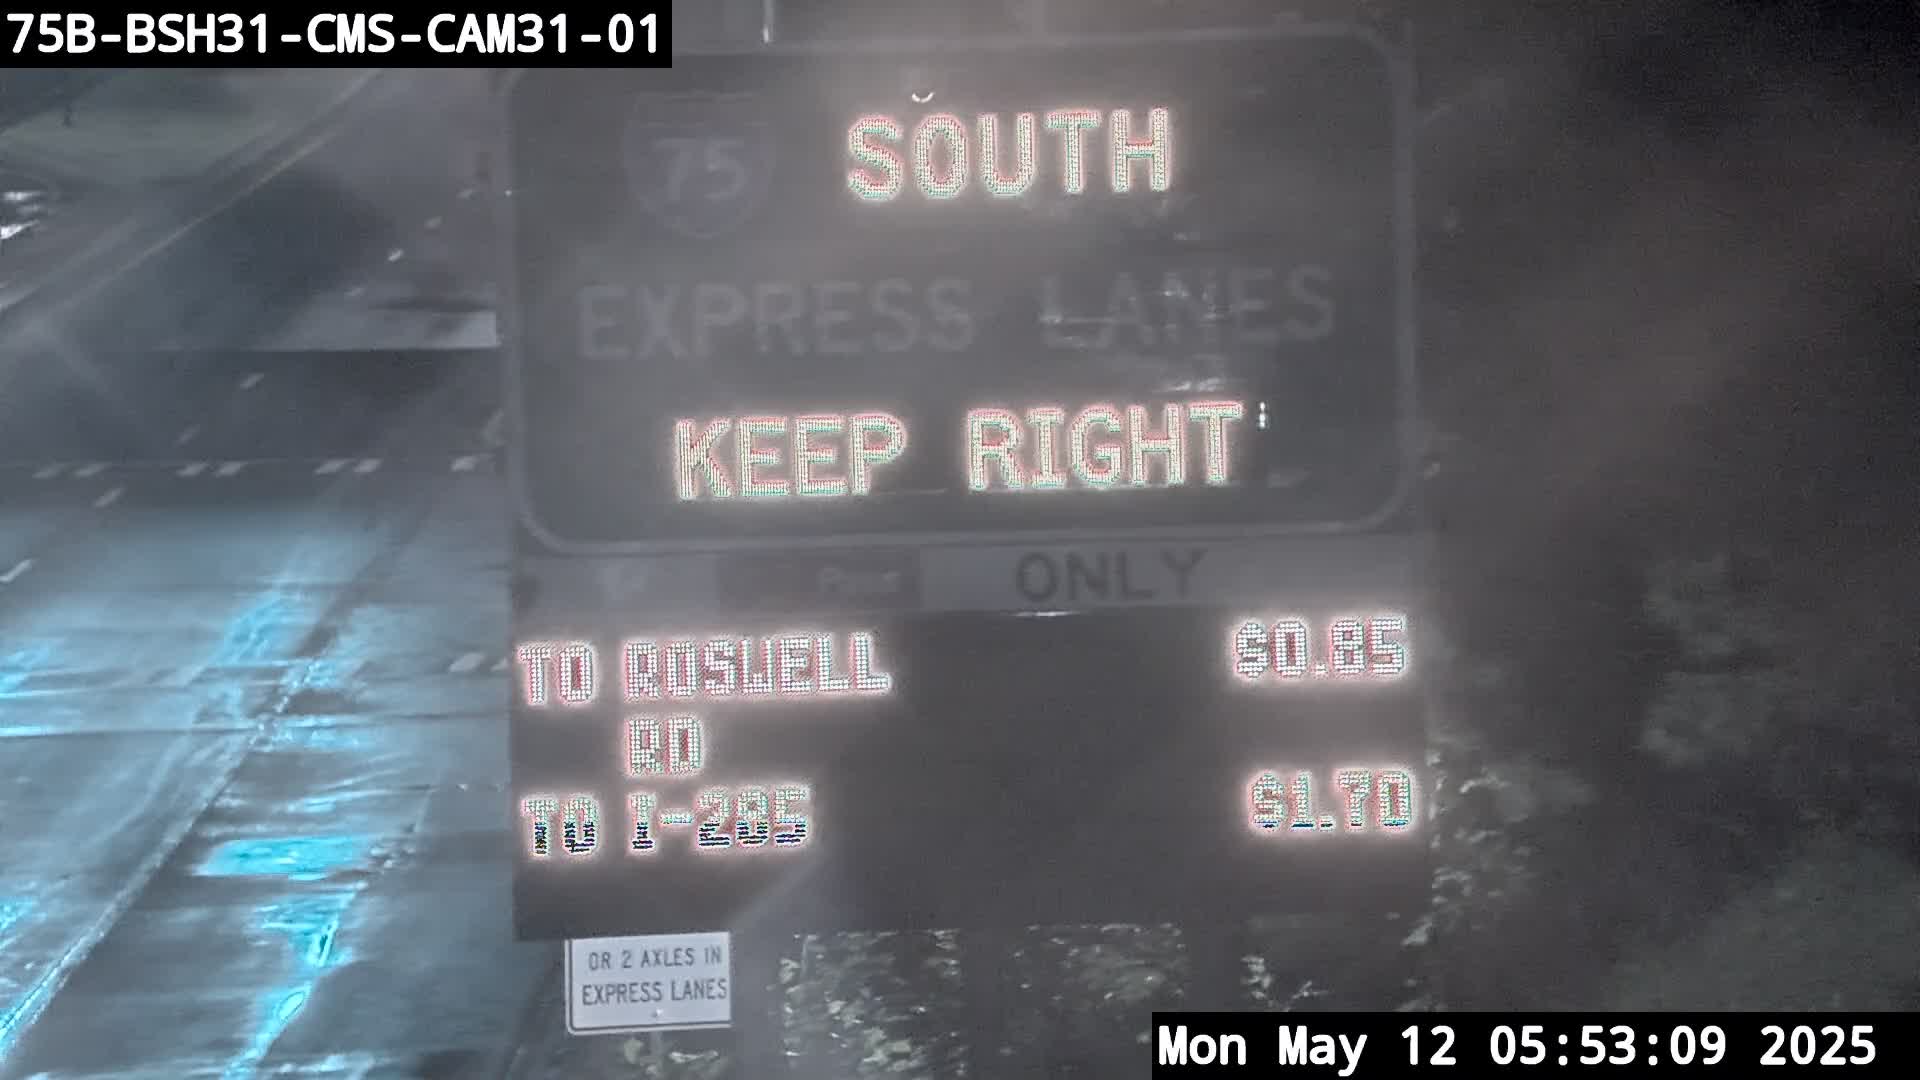 75B-BSH31-CMS-CAM31-01
75 SOUTH
EXPRESS LANES
KEEP RIGHT
ONLY
TO ROSWELL $0.85
RD
TO I-285 $1.70
OR 2 AXLES IN
EXPRESS LANES
Mon May 12 05:53:09 2025